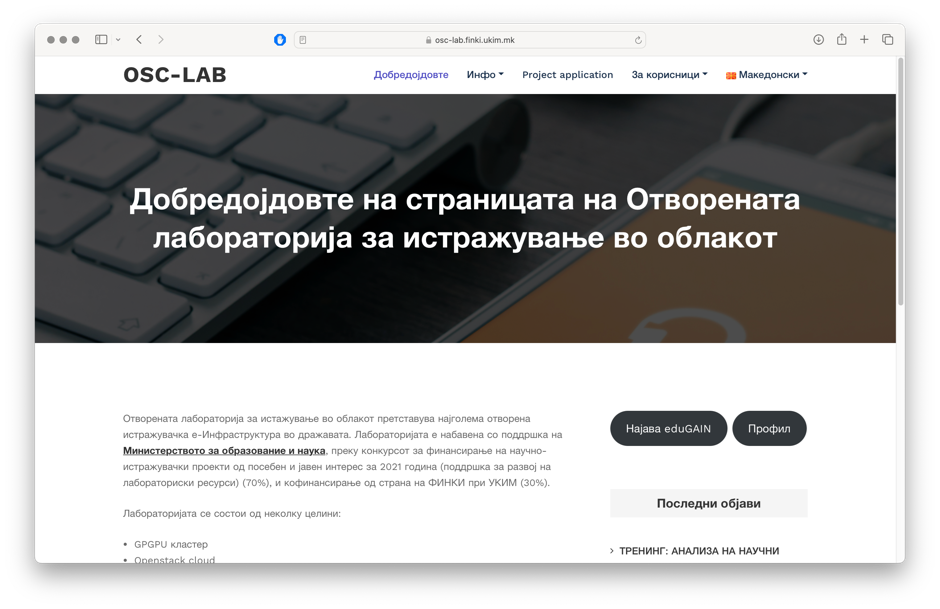 osc-lab.finki.ukim.mk
OSC-LAB
Добредојдовте
Инфо
Project application
За корисници
Македонски
Добредојдовте на страницата на Отворената
лабораторија за истражување во облакот
Отворената лабораторија за истажување во облакот претставува најголема отворена
истражувачка е-Инфраструктура во дражавата. Лабораторијата е набавена со поддршка на
Министерството за образование и наука, преку конкурсот за финансирање на научно-
истражувачки проекти од посебен и јавен интерес за 2021 година (поддршка за развој на
лабораториски ресурси) (70%), и кофинансирање од страна на ФИНКИ при УКИМ (30%).
Лабораторијата се состои од неколку целини:
• GPGPU кластер
• Openstack cloud
Најава eduGAIN
Профил
Последни објави
› ТРЕНИНГ: АНАЛИЗА НА НАУЧНИ